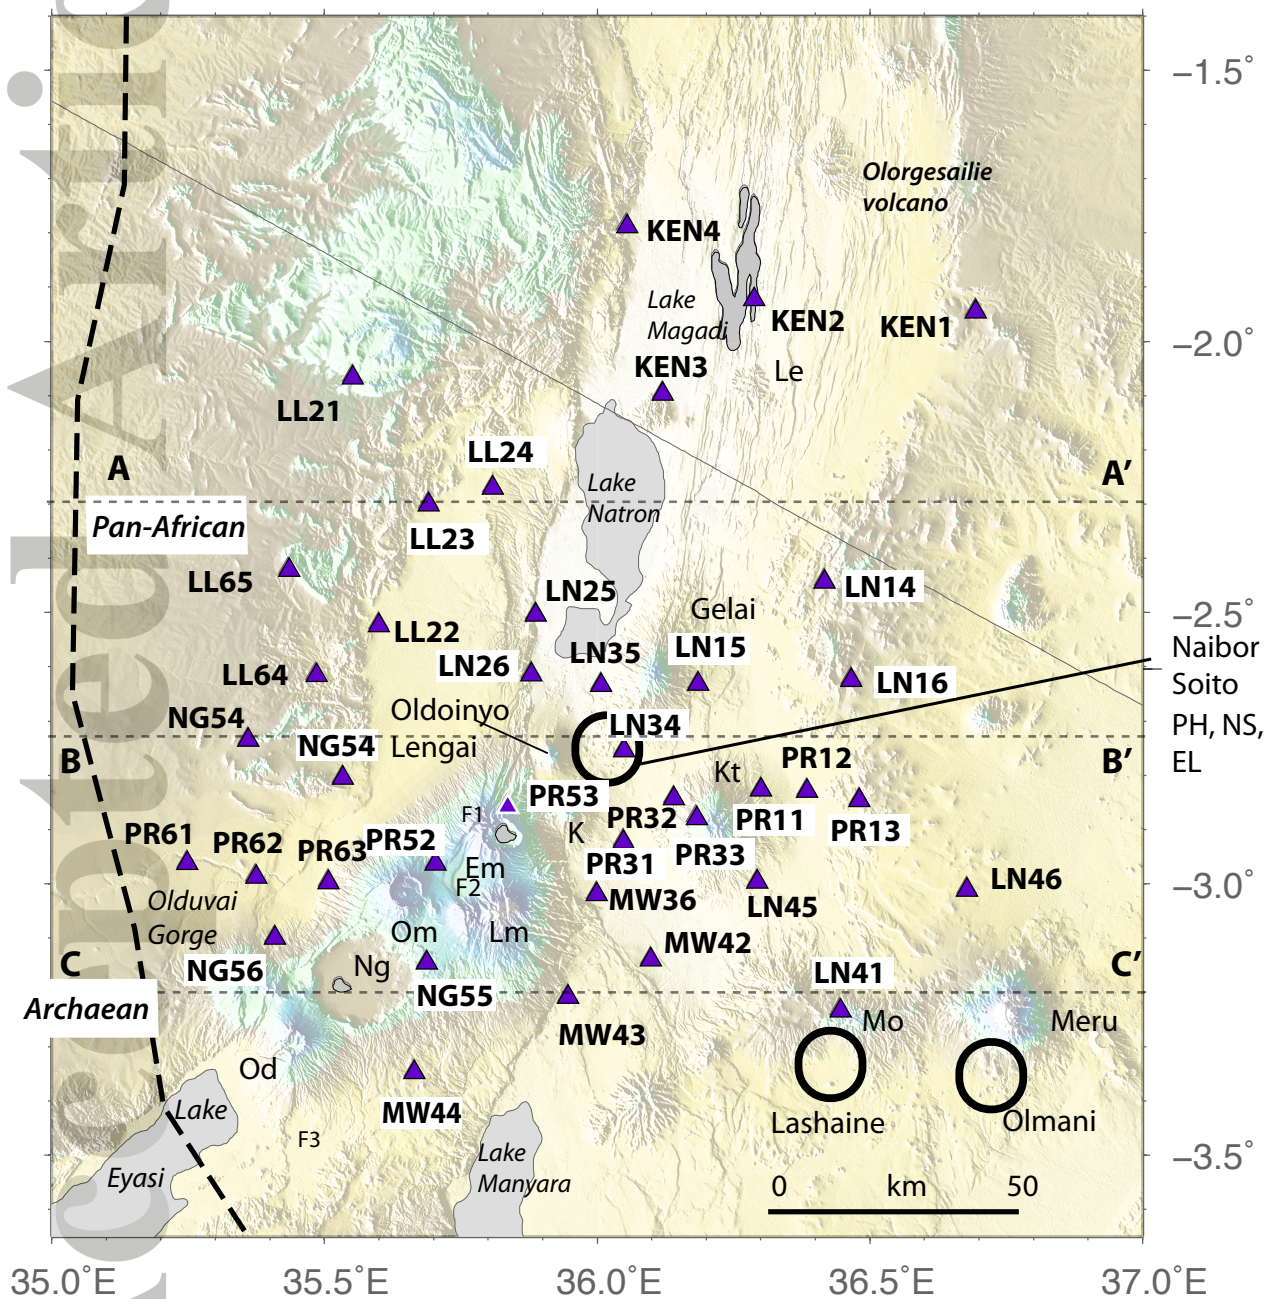 −1.5°
Olorgesailie
volcano
KEN4
Lake
Magadi
KEN2
KEN1
−2.0°
KEN3
Le
LL21
LL24
A
A’
Lake
Natron
Pan-African
LL23
LL65
LN25
LN14
Gelai
−2.5°
LL22
LN35
LN15
Naibor
Soito
PH, NS,
EL
LL64
LN26
LN16
Oldoinyo
Lengai
NG54
LN34
NG54
B
B’
PR12
Kt
PR53
F1
PR32
K
PR11
PR13
PR61
PR62
PR63
PR52
PR31
PR33
Em
F2
LN46
−3.0°
Olduvai
Gorge
MW36
LN45
Om
Lm
MW42
C
C’
NG56
Ng
NG55
LN41
Archaean
Mo
Meru
MW43
Od
Lake
Eyasi
MW44
Lashaine
Olmani
F3
Lake
Manyara
−3.5°
0 km 50
35.0°E 35.5°E 36.0°E 36.5°E 37.0°E
cepted Artic